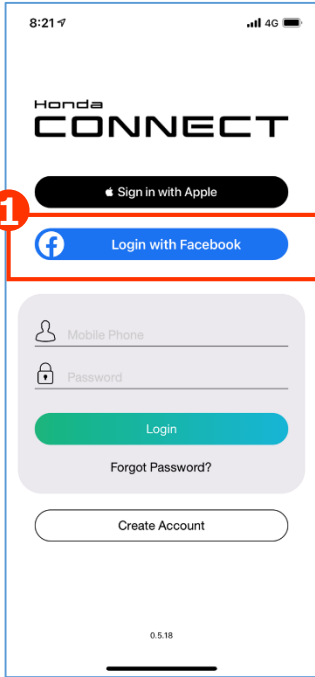 8:21
4G
Honda
CONNECT
Sign in with Apple
1
Login with Facebook
Mobile Phone
Password
Login
Forgot Password?
Create Account
0.5.18